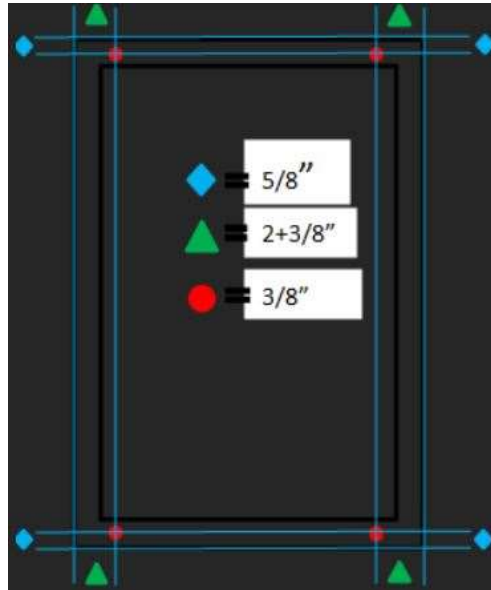 = 5/8”
= 2+3/8”
= 3/8”